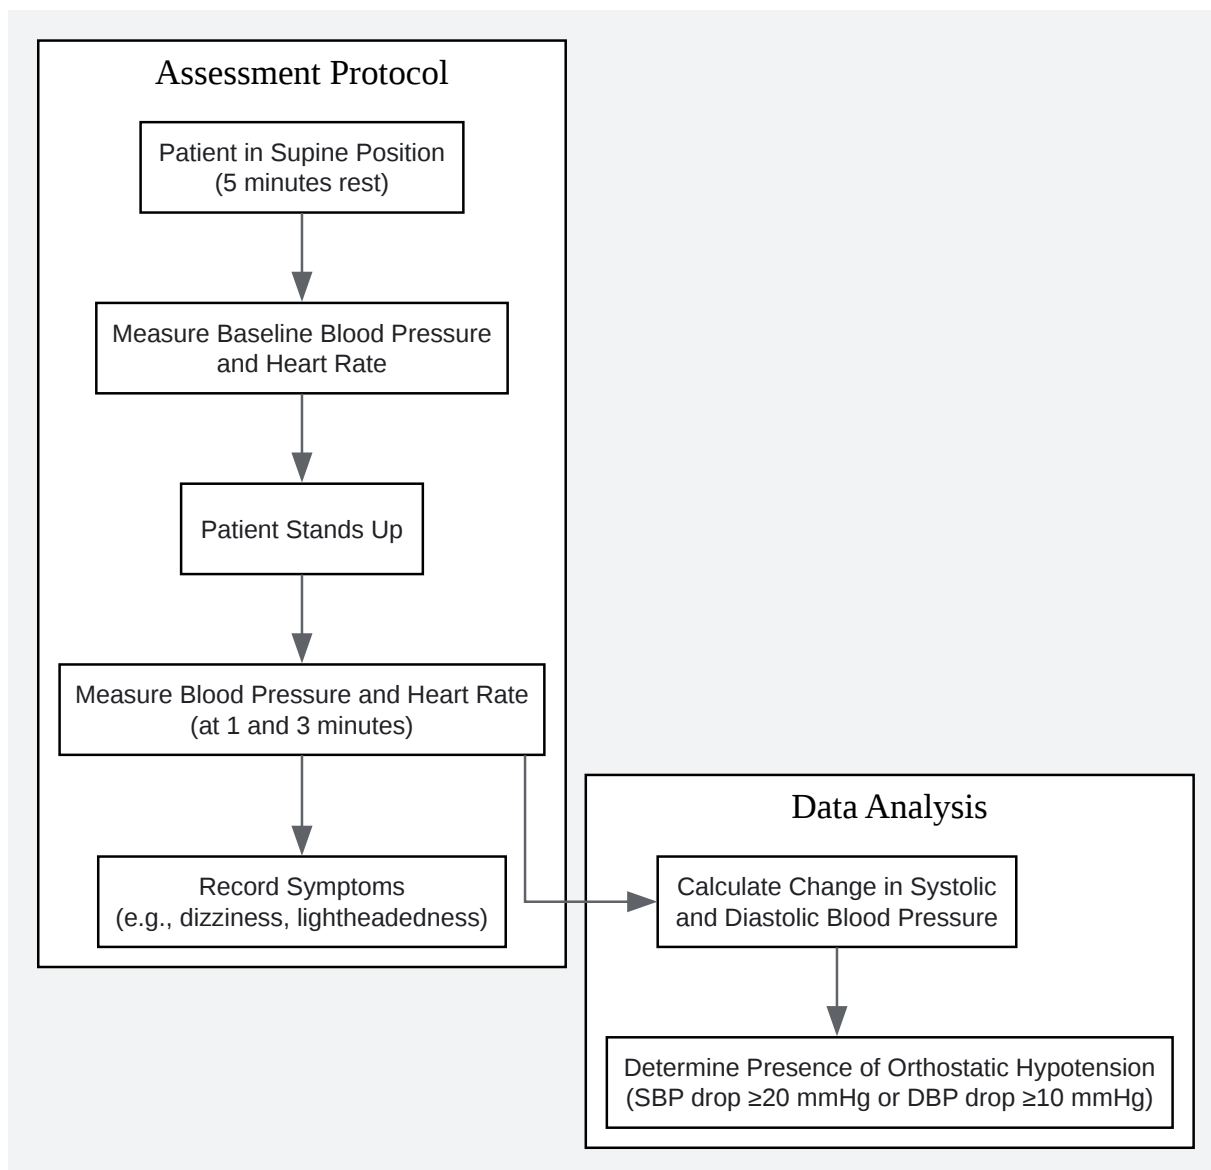 Assessment Protocol
Patient in Supine Position
(5 minutes rest)
Measure Baseline Blood Pressure
and Heart Rate
Patient Stands Up
Measure Blood Pressure and Heart Rate
(at 1 and 3 minutes)
Record Symptoms
(e.g., dizziness, lightheadedness)
Data Analysis
Calculate Change in Systolic
and Diastolic Blood Pressure
Determine Presence of Orthostatic Hypotension
(SBP drop ≥20 mmHg or DBP drop ≥10 mmHg)